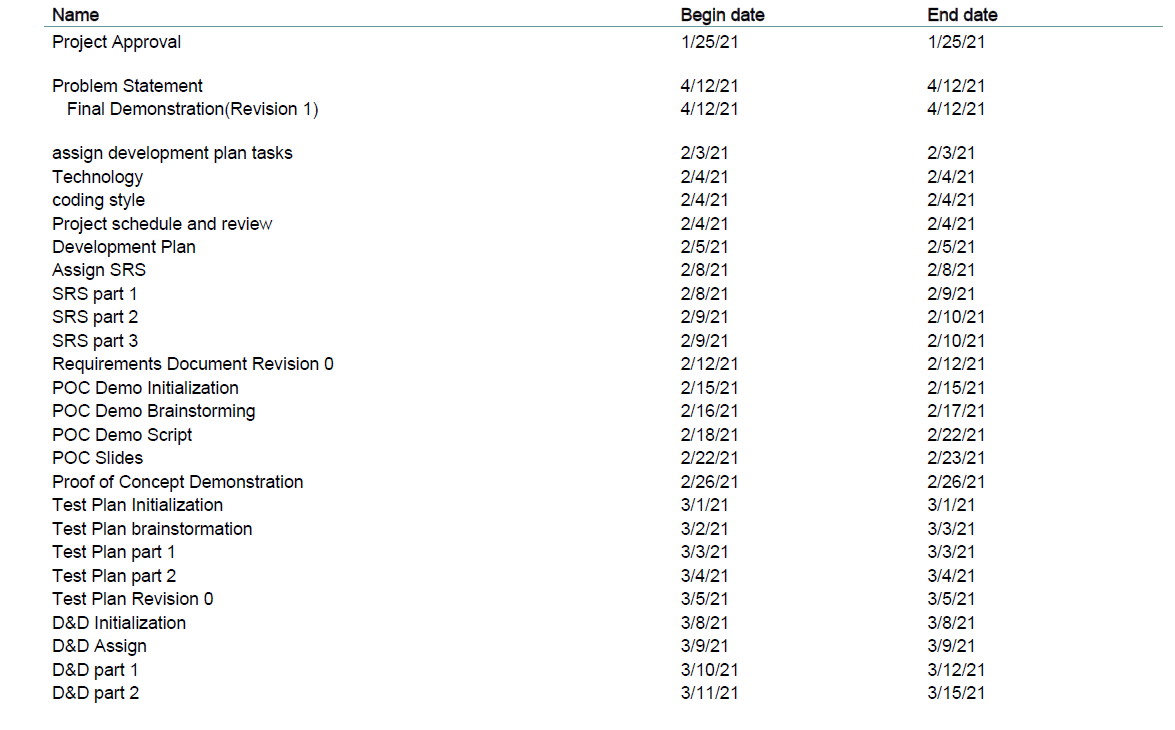 Name Begin date End date
Project Approval 1/25/21 1/25/21
Problem Statement 4/12/21 4/12/21
Final Demonstration(Revision 1) 4/12/21 4/12/21
assign development plan tasks 2/3/21 2/3/21
Technology 2/4/21 2/4/21
coding style 2/4/21 2/4/21
Project schedule and review 2/4/21 2/4/21
Development Plan 2/5/21 2/5/21
Assign SRS 2/8/21 2/8/21
SRS part 1 2/8/21 2/9/21
SRS part 2 2/9/21 2/10/21
SRS part 3 2/9/21 2/10/21
Requirements Document Revision 0 2/12/21 2/12/21
POC Demo Initialization 2/15/21 2/15/21
POC Demo Brainstorming 2/16/21 2/17/21
POC Demo Script 2/18/21 2/22/21
POC Slides 2/22/21 2/23/21
Proof of Concept Demonstration 2/26/21 2/26/21
Test Plan Initialization 3/1/21 3/1/21
Test Plan brainstormation 3/2/21 3/3/21
Test Plan part 1 3/3/21 3/3/21
Test Plan part 2 3/4/21 3/4/21
Test Plan Revision 0 3/5/21 3/5/21
D&D Initialization 3/8/21 3/8/21
D&D Assign 3/9/21 3/9/21
D&D part 1 3/10/21 3/12/21
D&D part 2 3/11/21 3/15/21